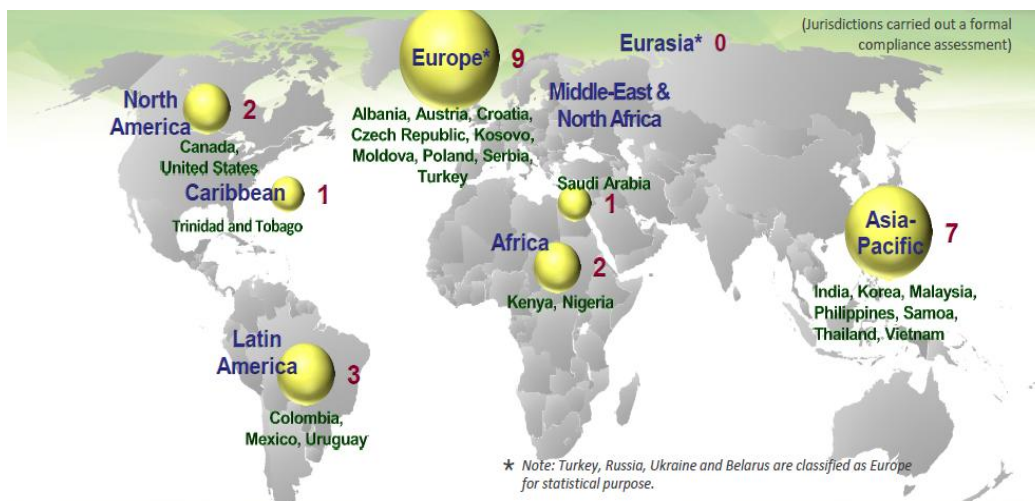 (Jurisdictions carried out a formal
compliance assessment)
Europe* 9
Albania, Austria, Croatia,
Czech Republic, Kosovo,
Moldova, Poland, Serbia,
Turkey
Eurasia* 0
North
America 2
Canada,
United States
Middle-East &
North Africa
Saudi Arabia
1
Caribbean 1
Trinidad and Tobago
Africa
2
Kenya, Nigeria
Asia-
Pacific 7
India, Korea, Malaysia,
Philippines, Samoa,
Thailand, Vietnam
Latin
America 3
Colombia,
Mexico, Uruguay
* Note: Turkey, Russia, Ukraine and Belarus are classified as Europe
for statistical purpose.